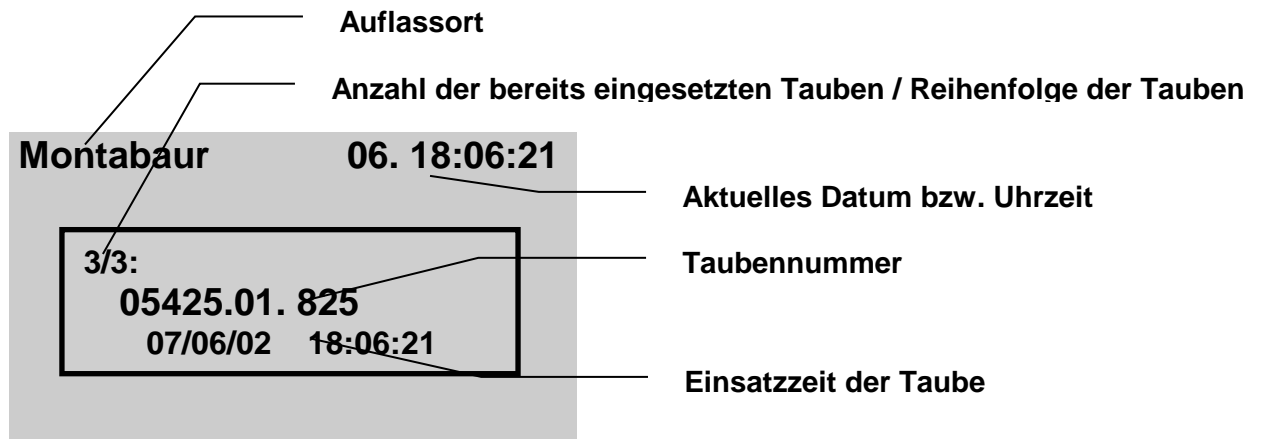 Auflassort
Anzahl der bereits eingesetzten Tauben / Reihenfolge der Tauben
Montabaur 06. 18:06:21
Aktuelles Datum bzw. Uhrzeit
3/3:
Taubennummer
05425.01. 825
07/06/02 18:06:21
Einsatzzeit der Taube